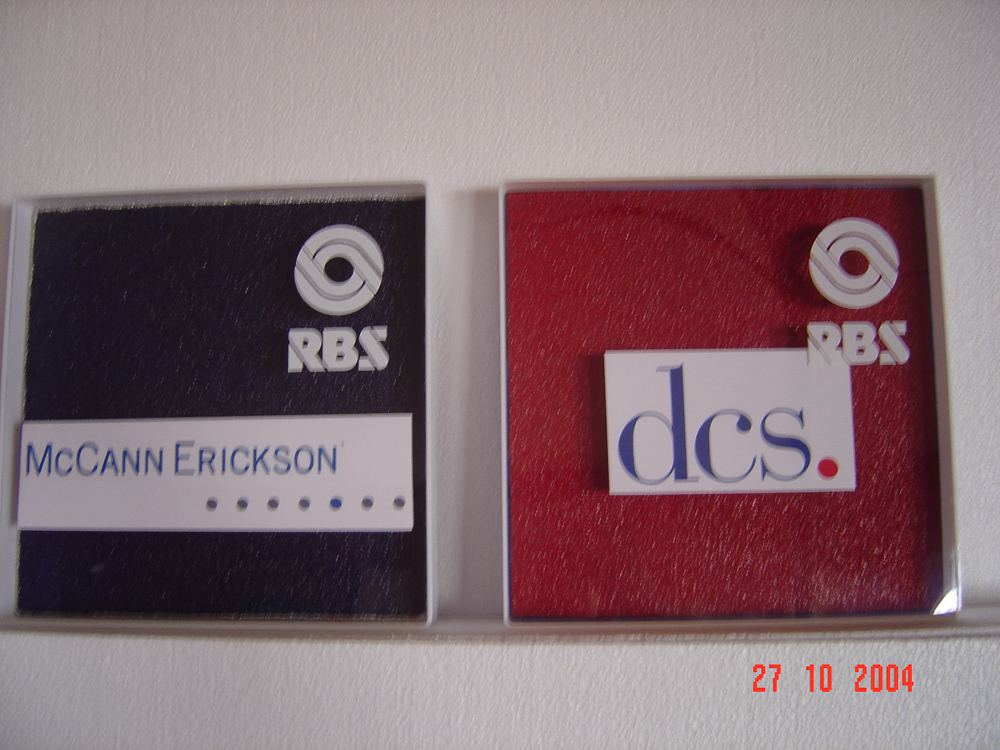 RBS
McCANN ERICKSON
RBS
dcs.
27 10 2004